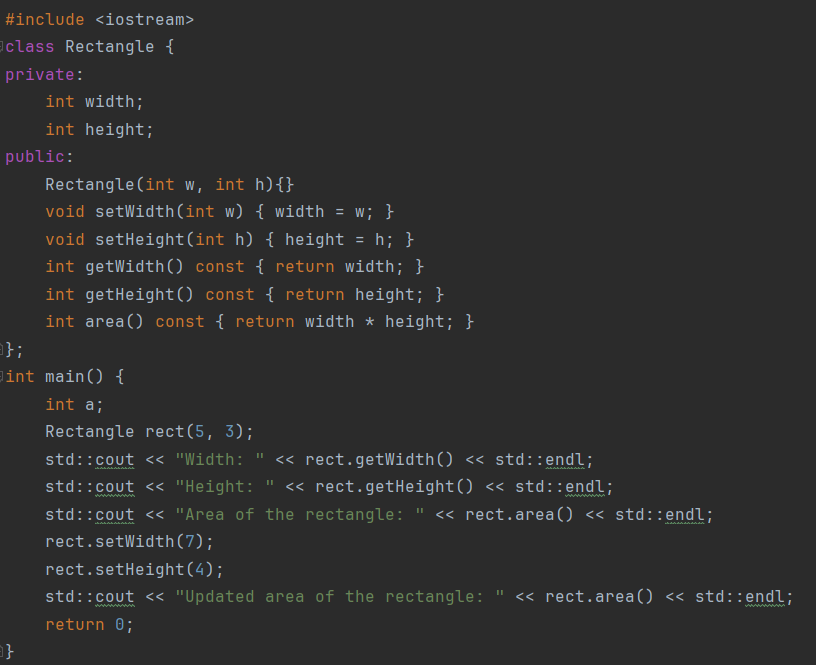 #include <iostream>
class Rectangle {
private:
    int width;
    int height;
public:
    Rectangle(int w, int h){}
    void setWidth(int w) { width = w; }
    void setHeight(int h) { height = h; }
    int getWidth() const { return width; }
    int getHeight() const { return height; }
    int area() const { return width * height; }
};
int main() {
    int a;
    Rectangle rect(5, 3);
    std::cout << "Width: " << rect.getWidth() << std::endl;
    std::cout << "Height: " << rect.getHeight() << std::endl;
    std::cout << "Area of the rectangle: " << rect.area() << std::endl;
    rect.setWidth(7);
    rect.setHeight(4);
    std::cout << "Updated area of the rectangle: " << rect.area() << std::endl;
    return 0;
}